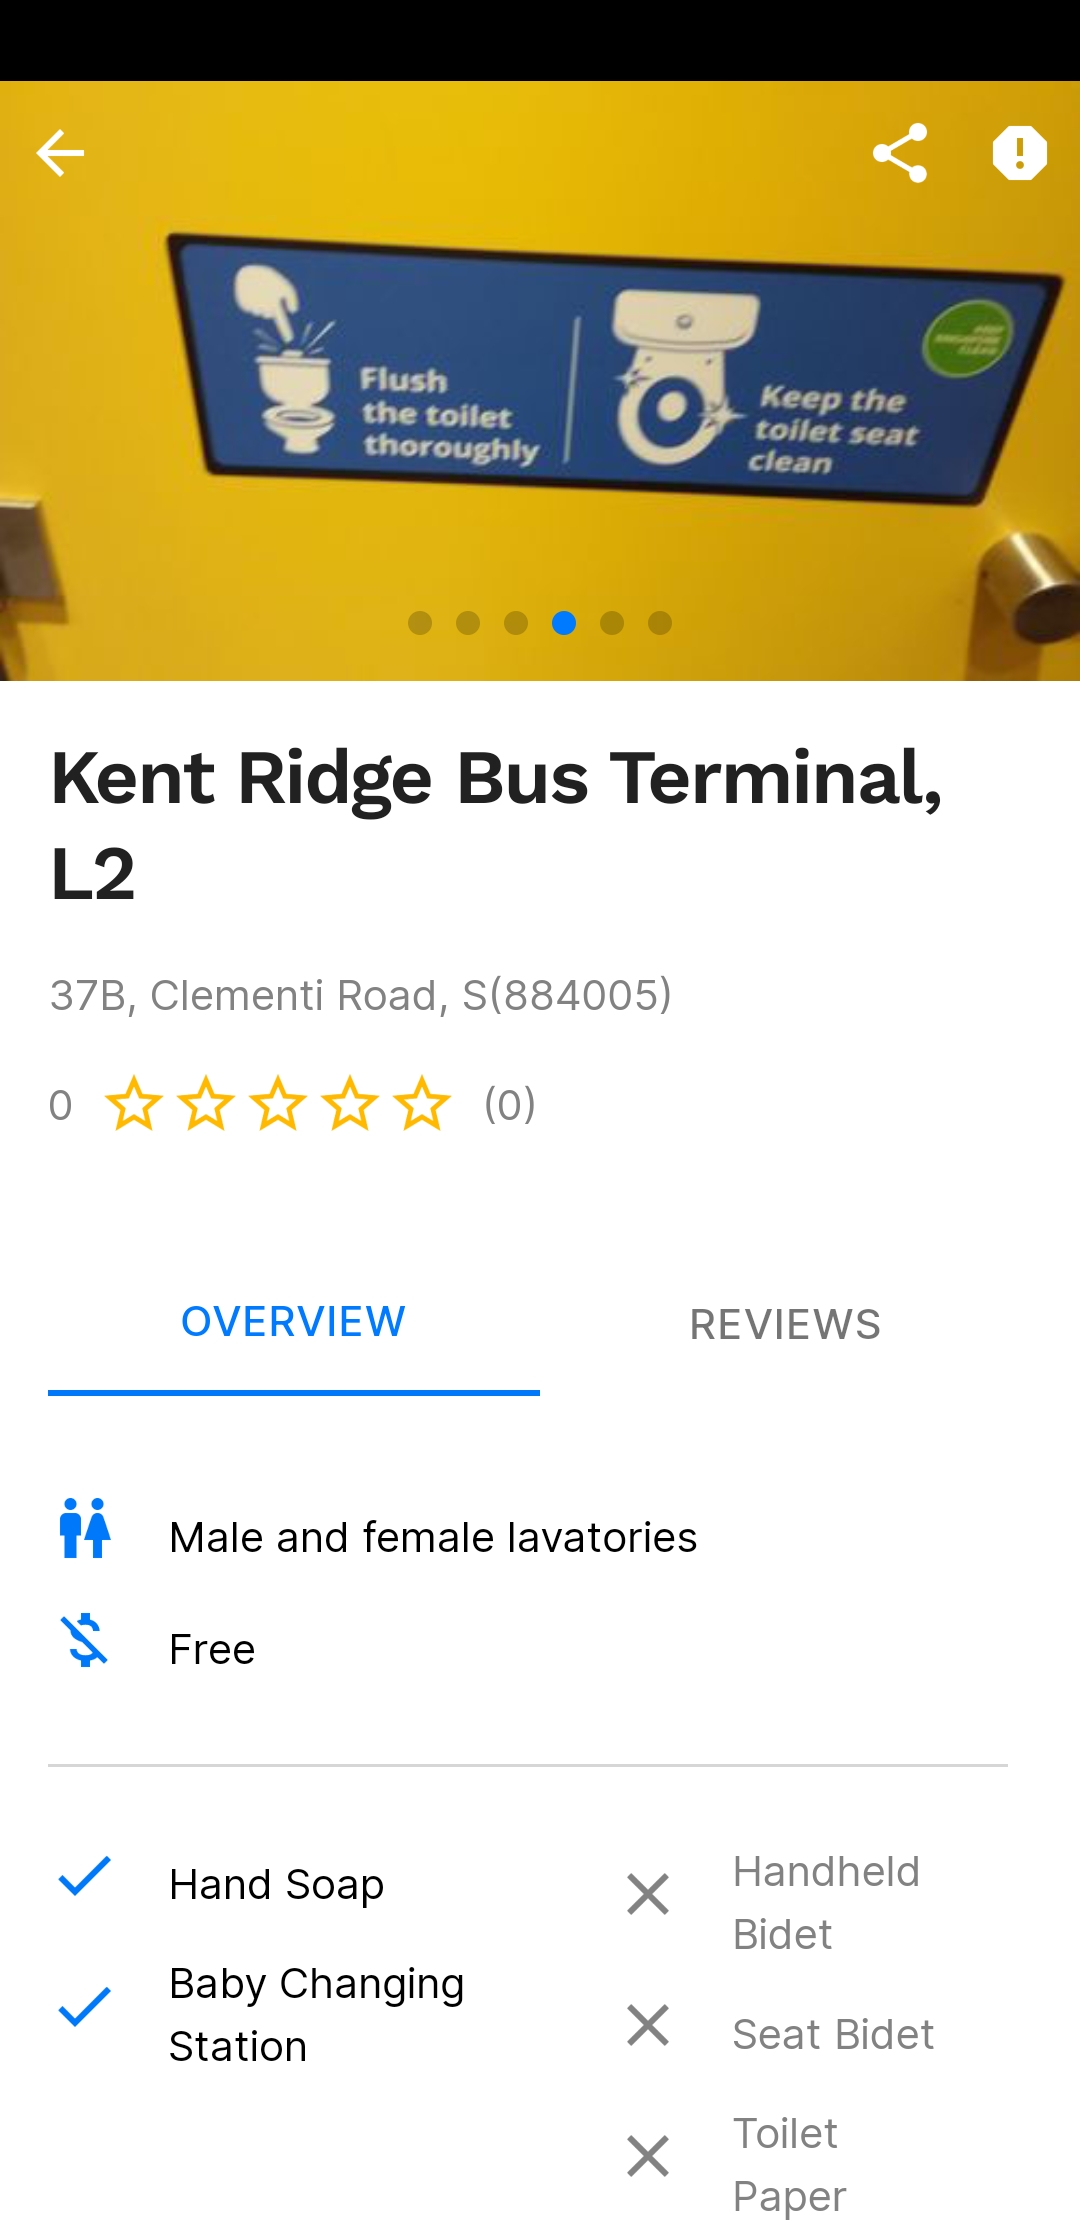 Flush
the toilet
thoroughly
Keep the
toilet seat
clean
Kent Ridge Bus Terminal,
L2
37B, Clementi Road, S(884005)
0 (0)
OVERVIEW REVIEWS
Male and female lavatories
Free
Hand Soap
Handheld
Bidet
Baby Changing
Station
Seat Bidet
Toilet
Paper